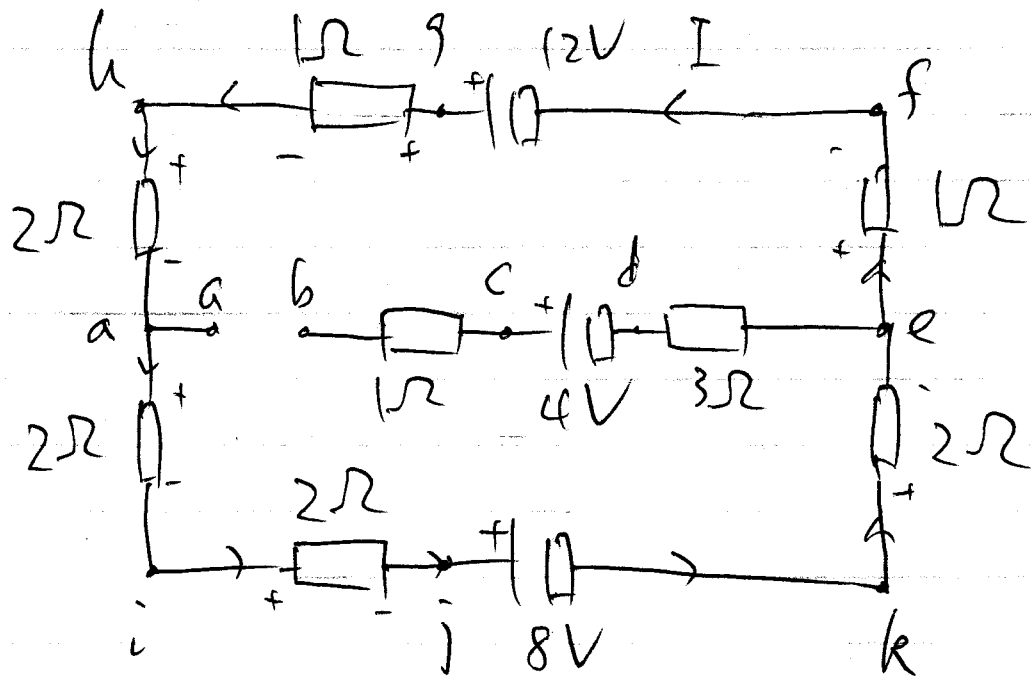 h 1Ω g + 12V I f
- + -
+ 2Ω - 1Ω +
a a b c + d e
1Ω 4V 3Ω
+ 2Ω - - 2Ω +
2Ω
+ - +
i j 8V k